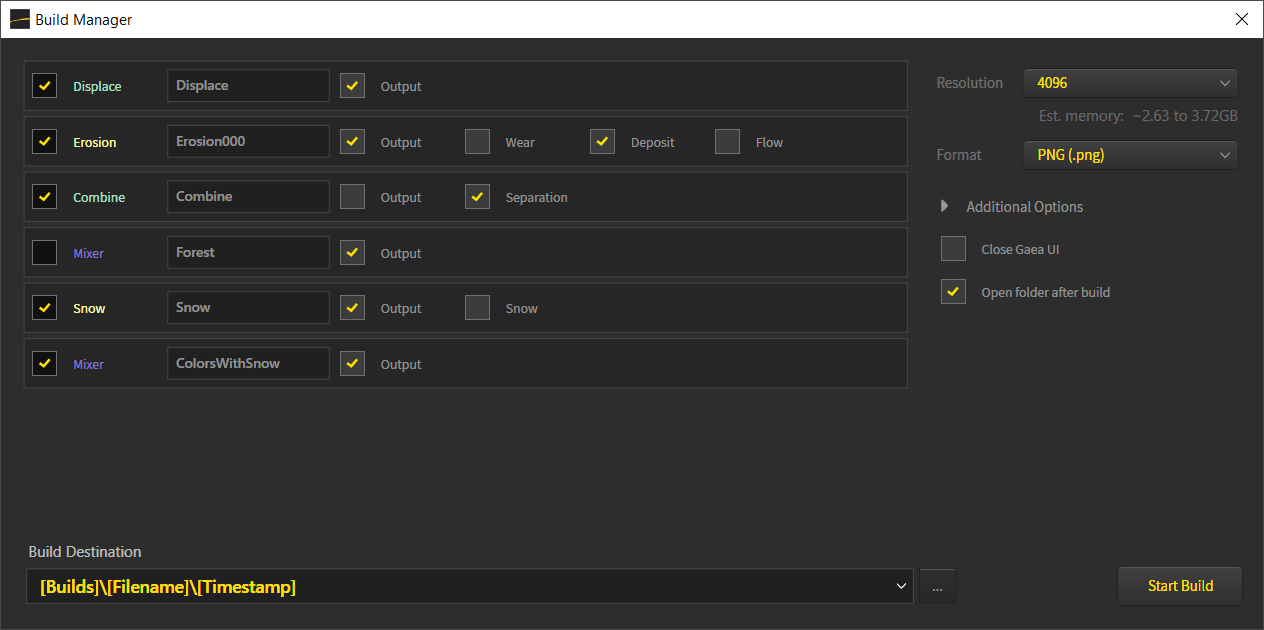 Build Manager
Displace Displace Output
Erosion Erosion000 Output Wear Deposit Flow
Combine Combine Output Separation
Mixer Forest Output
Snow Snow Output Snow
Mixer ColorsWithSnow Output
Resolution 4096
Est. memory: ~2.63 to 3.72GB
Format PNG (.png)
Additional Options
Close Gaea UI
Open folder after build
Build Destination
[Builds]\[Filename]\[Timestamp] ... Start Build